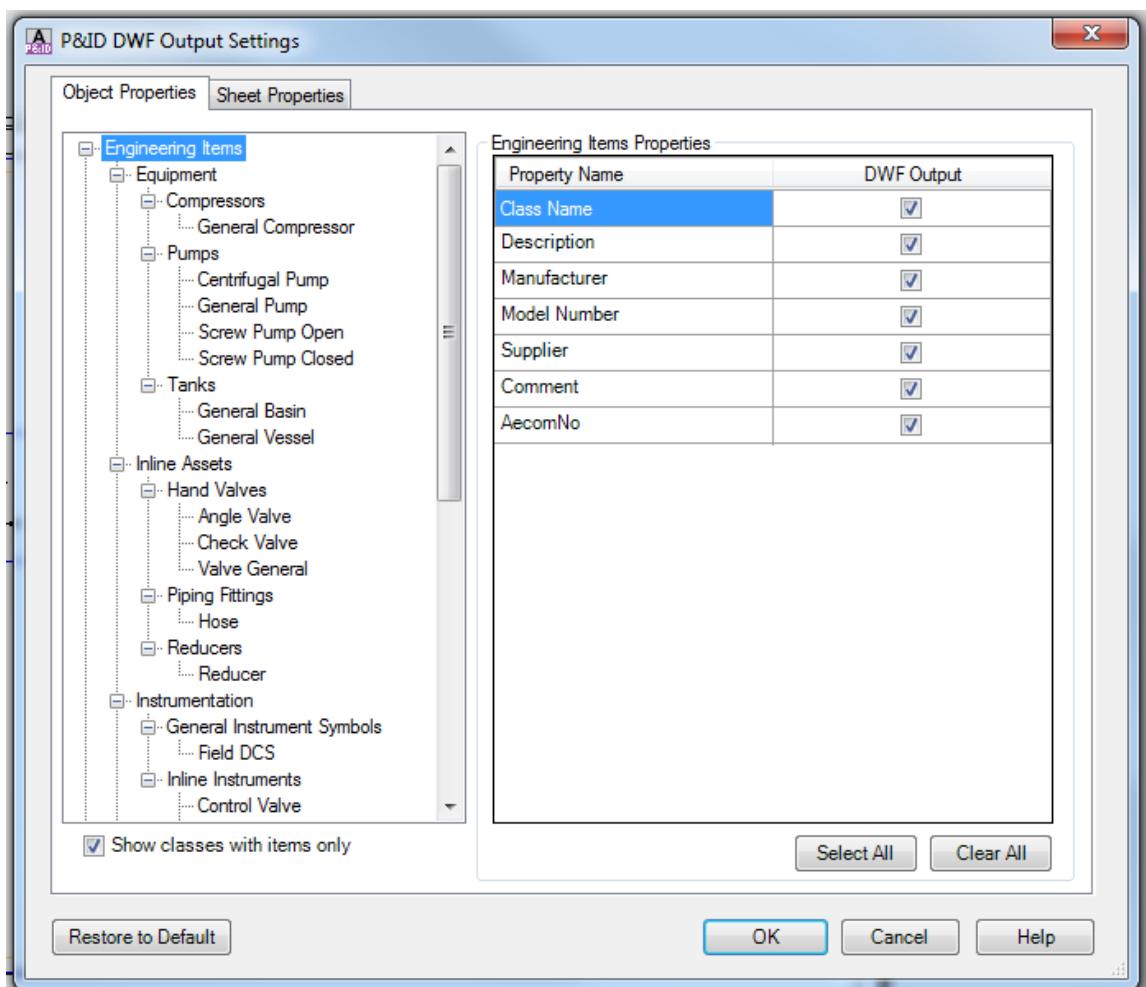 A
P&ID
P&ID DWF Output Settings
X
Object Properties
Sheet Properties
Engineering Items
Equipment
Compressors
General Compressor
Pumps
Centrifugal Pump
General Pump
Screw Pump Open
Screw Pump Closed
Tanks
General Basin
General Vessel
Inline Assets
Hand Valves
Angle Valve
Check Valve
Valve General
Piping Fittings
Hose
Reducers
Reducer
Instrumentation
General Instrument Symbols
Field DCS
Inline Instruments
Control Valve
Show classes with items only
Engineering Items Properties
Property Name DWF Output
Class Name
Description
Manufacturer
Model Number
Supplier
Comment
AecomNo
Select All Clear All
Restore to Default OK Cancel Help